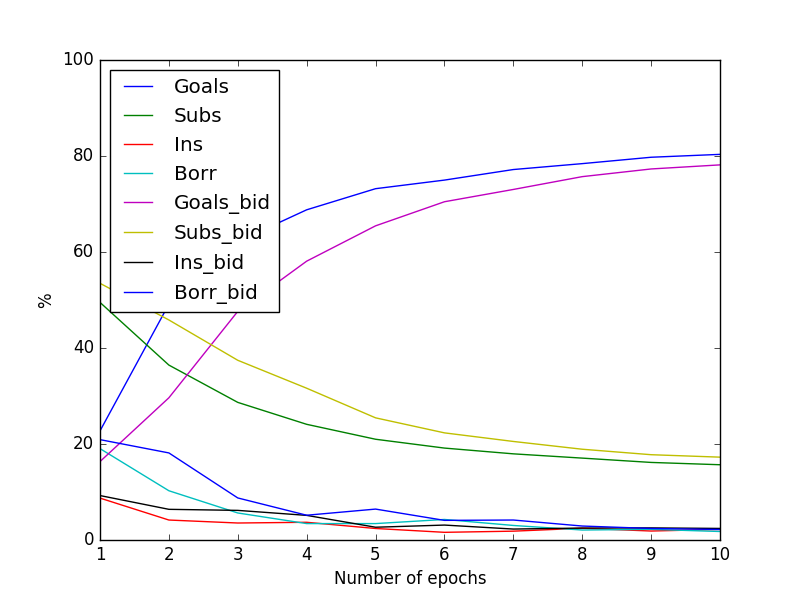 100
80
60
40
20
0
%
Goals
Subs
Ins
Borr
Goals_bid
Subs_bid
Ins_bid
Borr_bid
1 2 3 4 5 6 7 8 9 10
Number of epochs